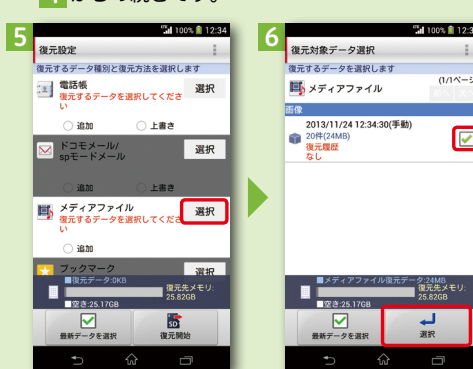 4からの続きです。
5
100% 12:34
復元設定
復元するデータ種別と復元方法を選択します
電話帳
復元するデータを選択してください
選択
追加 上書き
ドコモメール/
spモードメール
選択
追加 上書き
メディアファイル
復元するデータを選択してください
選択
追加
ブックマーク
選択
■復元データ:0KB
復元先メモリ:
25.82GB
■空き:25.17GB
最新データを選択
SD
復元開始
6
100% 12:3
復元対象データ選択
復元するデータを選択します
メディアファイル
(1/1ページ
画像
2013/11/24 12:34:30(手動)
20件(24MB)
復元履歴
なし
■メディアファイル復元データ:24MB
復元先メモリ:
25.82GB
■空き:25.17GB
最新データを選択
選択